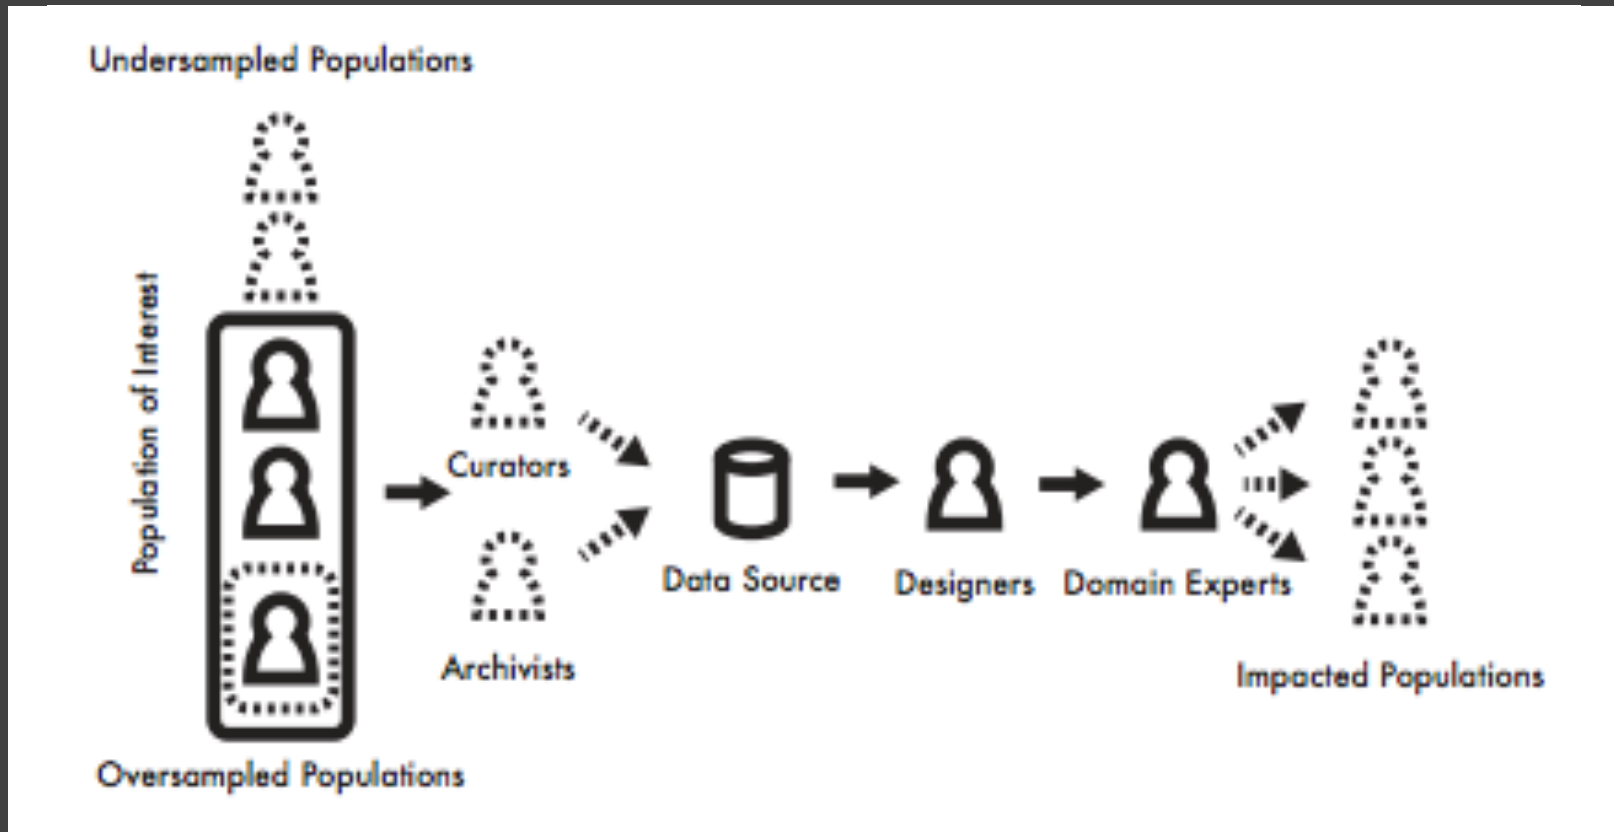 Undersampled Populations
Population of Interest
Curators
Archivists
Data Source
Designers
Domain Experts
Impacted Populations
Oversampled Populations